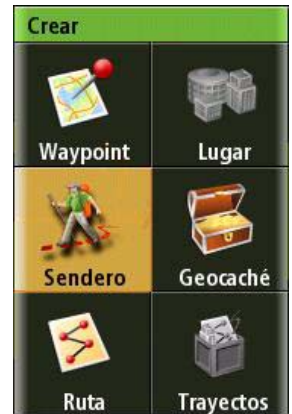 Crear
Waypoint
Lugar
Sendero
Geocaché
Ruta
Trayectos